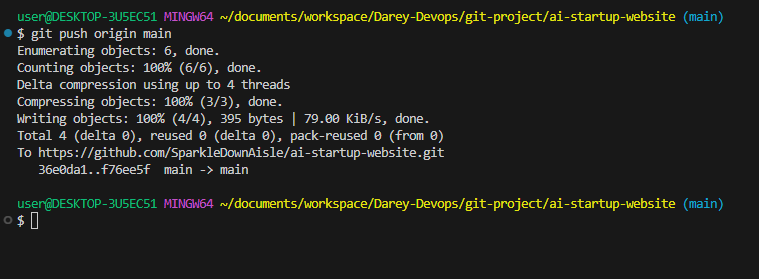 user@DESKTOP-3U5EC51 MINGW64 ~/documents/workspace/Darey-Devops/git-project/ai-startup-website (main)
$ git push origin main
Enumerating objects: 6, done.
Counting objects: 100% (6/6), done.
Delta compression using up to 4 threads
Compressing objects: 100% (3/3), done.
Writing objects: 100% (4/4), 395 bytes | 79.00 KiB/s, done.
Total 4 (delta 0), reused 0 (delta 0), pack-reused 0 (from 0)
To https://github.com/SparkleDownAisle/ai-startup-website.git
   36e0da1..f76ee5f  main -> main
user@DESKTOP-3U5EC51 MINGW64 ~/documents/workspace/Darey-Devops/git-project/ai-startup-website (main)
$